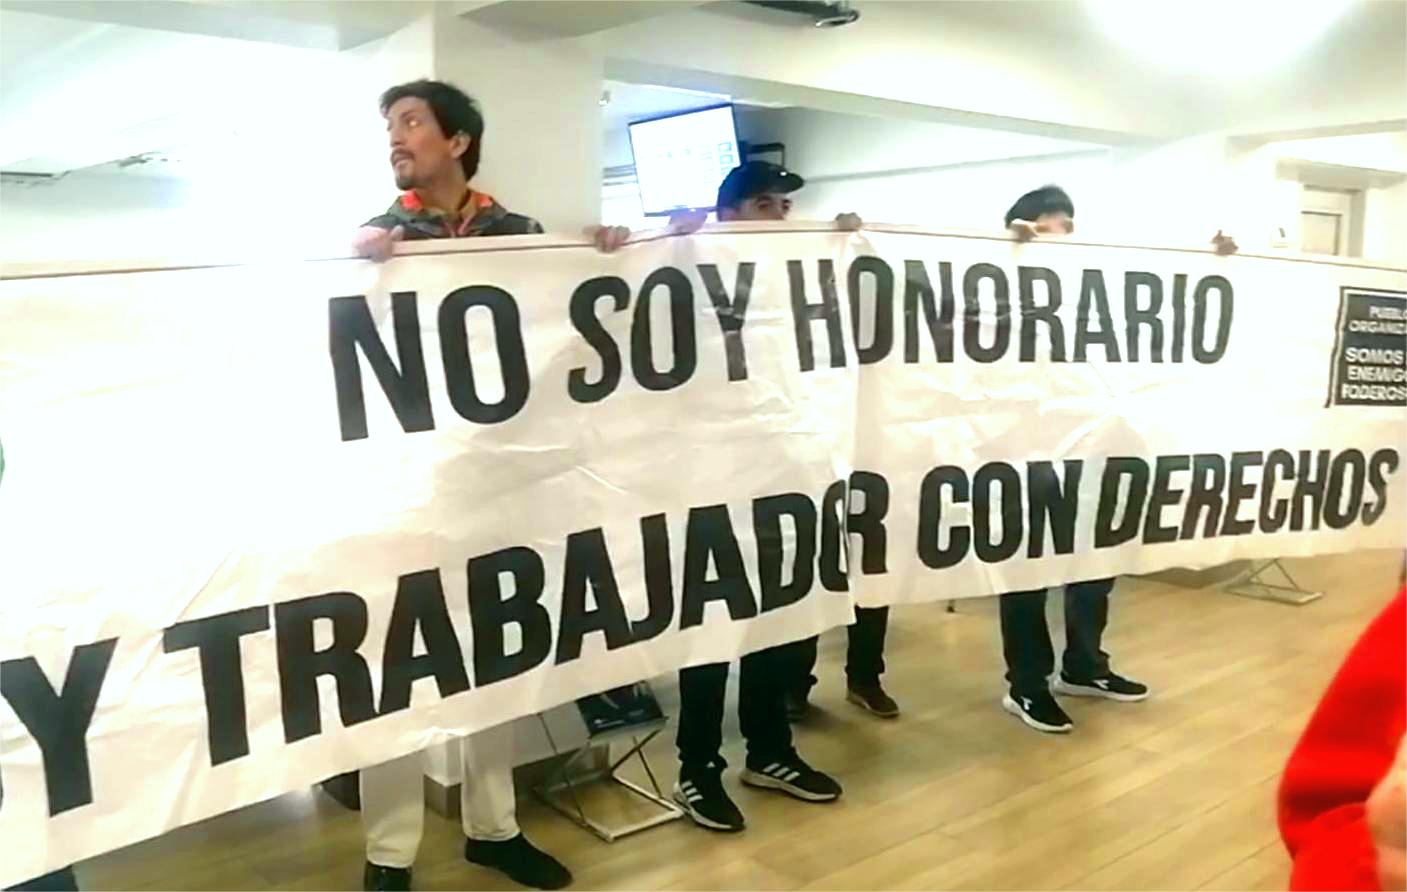 NO SOY HONORARIO
Y TRABAJADOR CON DERECHOS
SOMOS